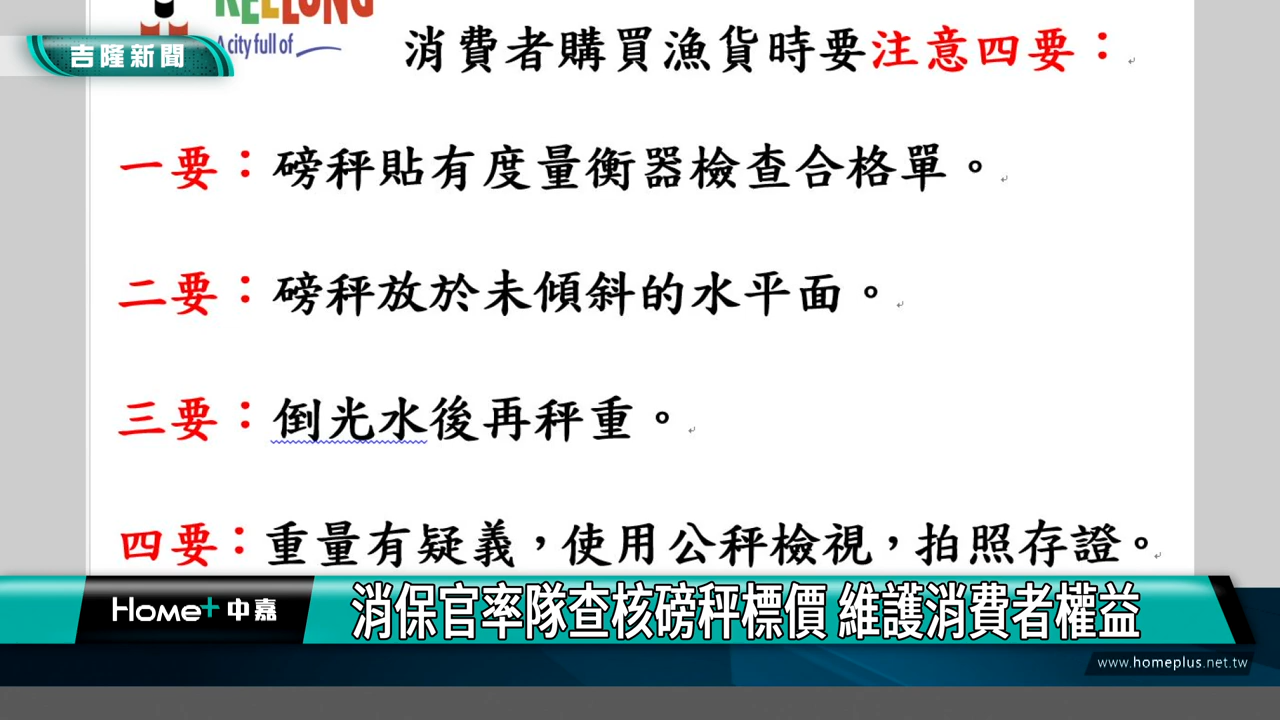 吉隆新聞
KEELUNG
A city full of
消費者購買漁貨時要注意四要：
一要：磅秤貼有度量衡器檢查合格單。
二要：磅秤放於未傾斜的水平面。
三要：倒光水後再秤重。
四要：重量有疑義，使用公秤檢視，拍照存證。
Home+中嘉
消保官率隊查核磅秤標價 維護消費者權益
www.homeplus.net.tw